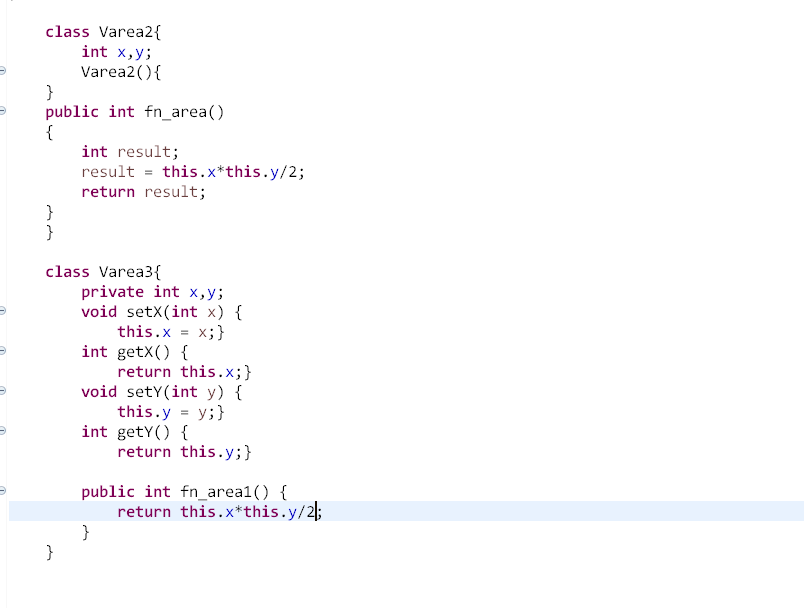 class Varea2{
    int x,y;
    Varea2(){
}
public int fn_area()
{
    int result;
    result = this.x*this.y/2;
    return result;
}
}

class Varea3{
    private int x,y;
    void setX(int x) {
        this.x = x;}
    int getX() {
        return this.x;}
    void setY(int y) {
        this.y = y;}
    int getY() {
        return this.y;}

    public int fn_area1() {
        return this.x*this.y/2;
    }
}